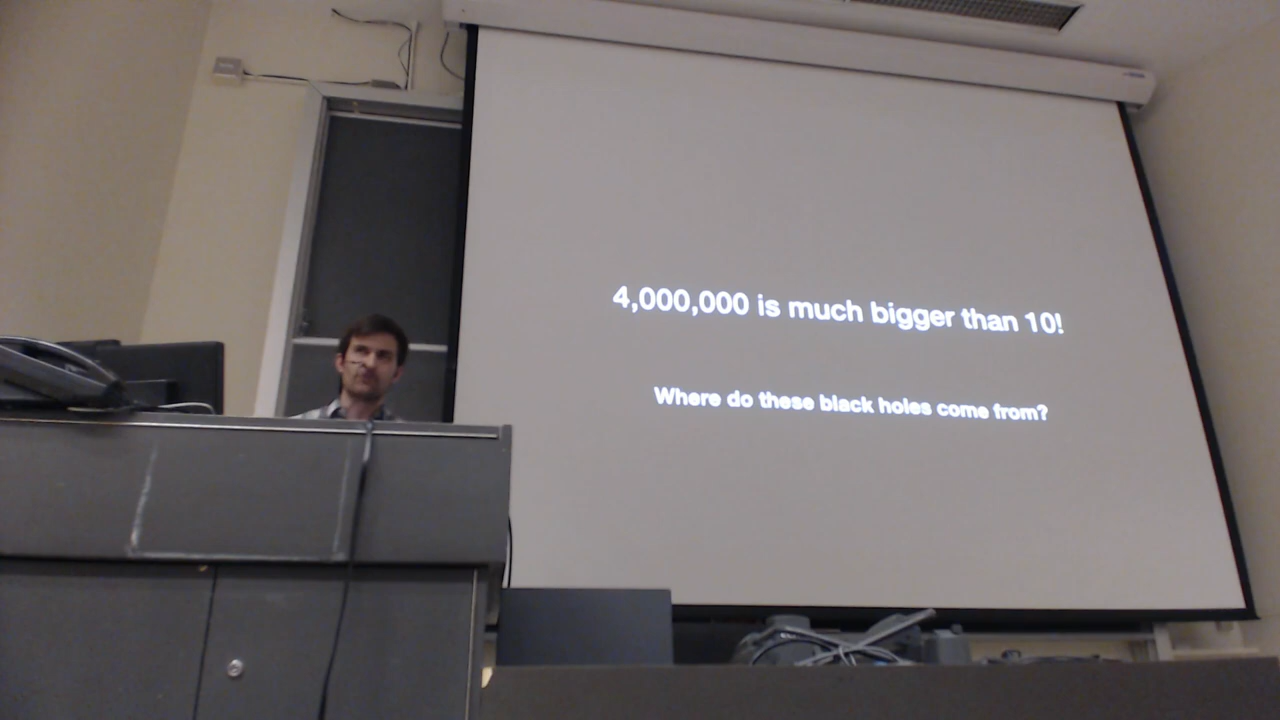 4,000,000 is much bigger than 10!
Where do these black holes come from?